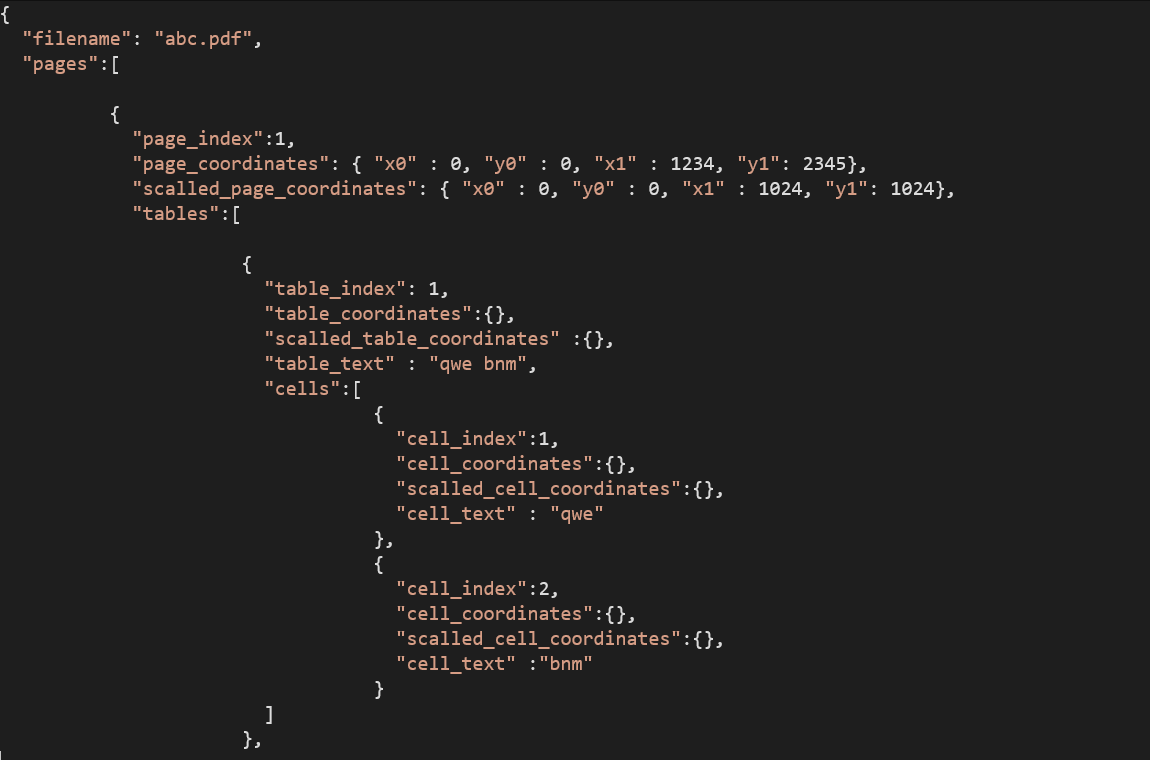 {
"filename": "abc.pdf",
"pages":[
{
"page_index":1,
"page_coordinates": { "x0" : 0, "y0" : 0, "x1" : 1234, "y1": 2345},
"scalled_page_coordinates": { "x0" : 0, "y0" : 0, "x1" : 1024, "y1": 1024},
"tables":[
{
"table_index": 1,
"table_coordinates":{},
"scalled_table_coordinates" :{},
"table_text" : "qwe bnm",
"cells":[
{
"cell_index":1,
"cell_coordinates":{},
"scalled_cell_coordinates":{},
"cell_text" : "qwe"
},
{
"cell_index":2,
"cell_coordinates":{},
"scalled_cell_coordinates":{},
"cell_text" :"bnm"
}
]
},